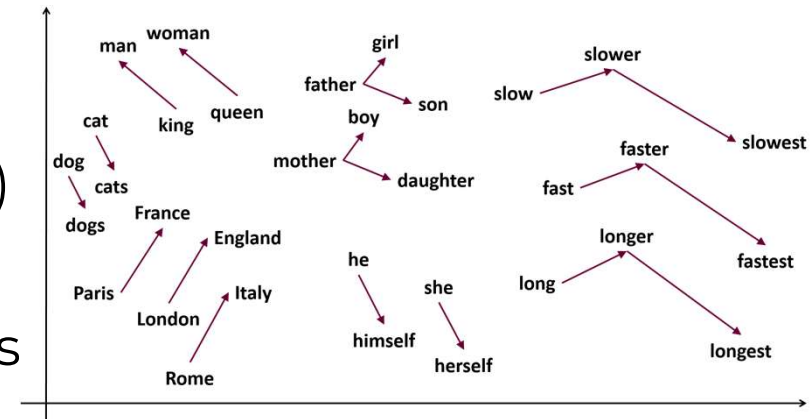 man
woman
king
queen
cat
dog
cats
dogs
France
England
Paris
London
Italy
Rome
girl
father
son
boy
mother
daughter
he
she
himself
herself
slower
slow
slowest
faster
fast
fastest
longer
long
longest
)
s